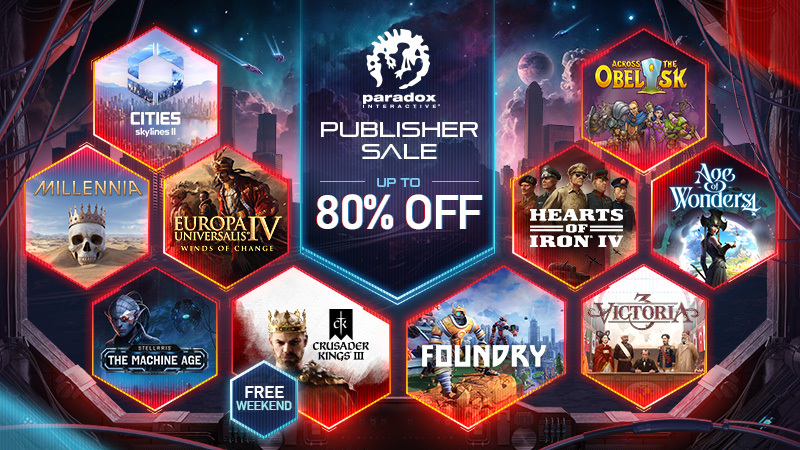 paradox
INTERACTIVE
PUBLISHER
SALE
UP TO
80% OFF
CITIES
skylines II
MILLENNIA
EUROPA
UNIVERSALIS IV
WINDS OF CHANGE
STELLARIS
THE MACHINE AGE
CK
CRUSADER
KINGS III
FREE
WEEKEND
ACROSS THE
OBELISK
HEARTS
OF
IRON IV
Age
of
Wonders 4
FOUNDRY
VICTORIA
3